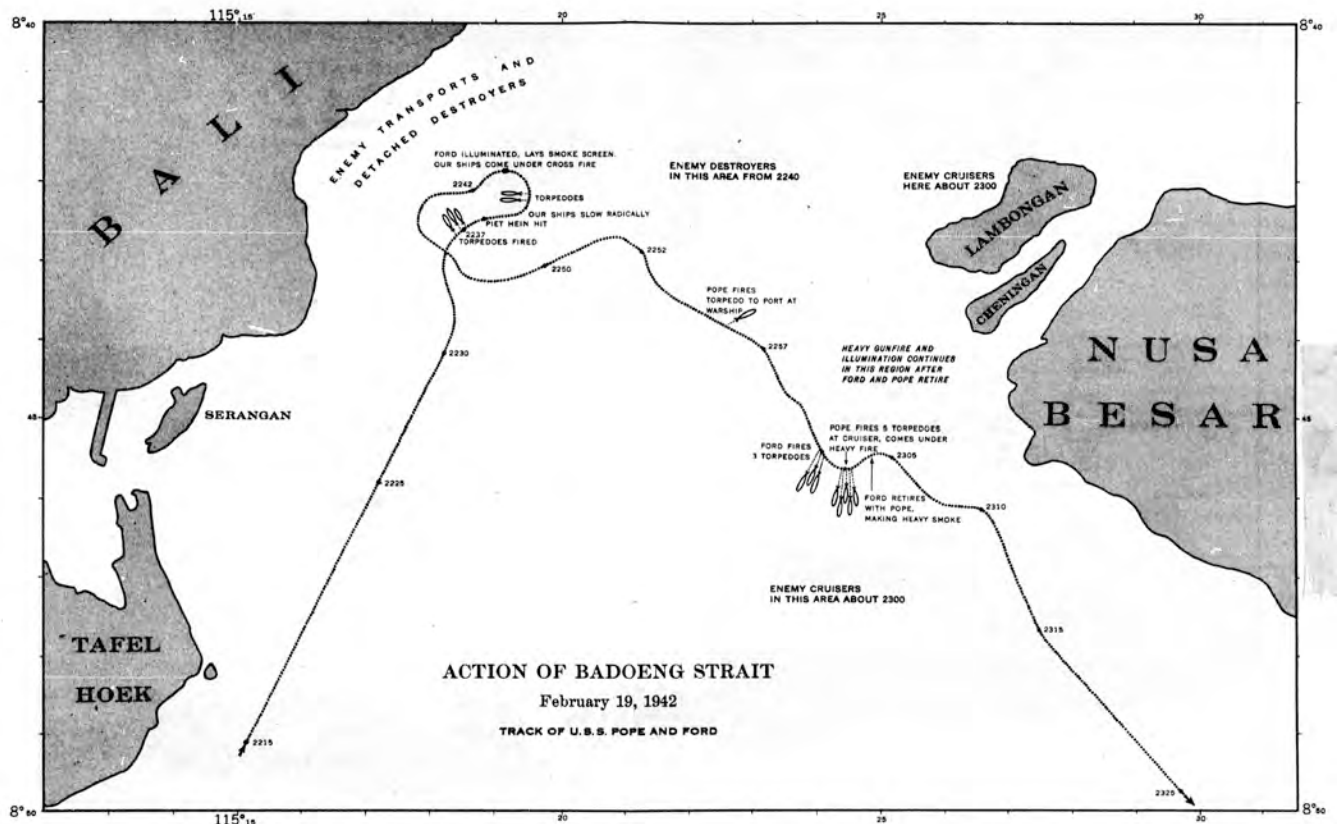 115° 15' 20 25 30
8° 40 8° 40
BALI
ENEMY TRANSPORTS AND
DETACHED DESTROYERS
FORD ILLUMINATED, LAYS SMOKE SCREEN.
OUR SHIPS COME UNDER CROSS FIRE
2242
TORPEDOES
OUR SHIPS SLOW RADICALLY
PIET HEIN HIT
2237
TORPEDOES FIRED
ENEMY DESTROYERS
IN THIS AREA FROM 2240
ENEMY CRUISERS
HERE ABOUT 2300
LAMBONGAN
CHENINGAN
2250
2252
POPE FIRES
TORPEDO TO PORT AT
WARSHIP
2257
2230
HEAVY GUNFIRE AND
ILLUMINATION CONTINUES
IN THIS REGION AFTER
FORD AND POPE RETIRE
NUSA
BESAR
SERANGAN
45 45
FORD FIRES
3 TORPEDOES
POPE FIRES 5 TORPEDOES
AT CRUISER, COMES UNDER
HEAVY FIRE
2305
2225
FORD RETIRES
WITH POPE,
MAKING HEAVY SMOKE
2310
ENEMY CRUISERS
IN THIS AREA ABOUT 2300
2315
TAFEL
HOEK
ACTION OF BADOENG STRAIT
February 19, 1942
TRACK OF U.S.S. POPE AND FORD
2215
2325
8° 50 8° 50
115° 15 20 25 30